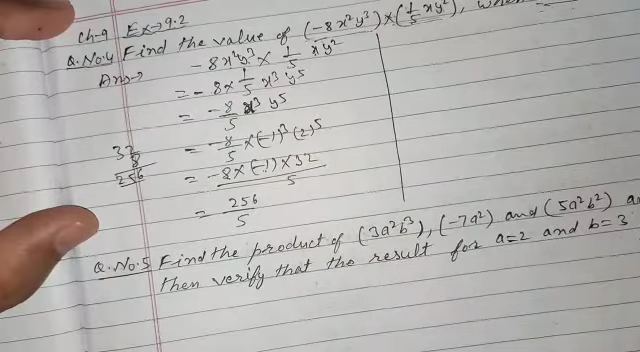 Ch-9 Ex→9.2
Q.No.4 Find the value of (-8x²y³)×(1/5 xy²),
Ans→ -8x²y³ × 1/5 xy²
= -8×1/5 x³ y⁵
= -8/5 x³ y⁵
= -8/5 ×(-1)³ (2)⁵
= -8×(-1)×32/5
= 256/5
32
8
256
Q.No.5 Find the product of (3a²b³), (-7a²) and (5a²b²)
then verify that the result for a=2 and b=3